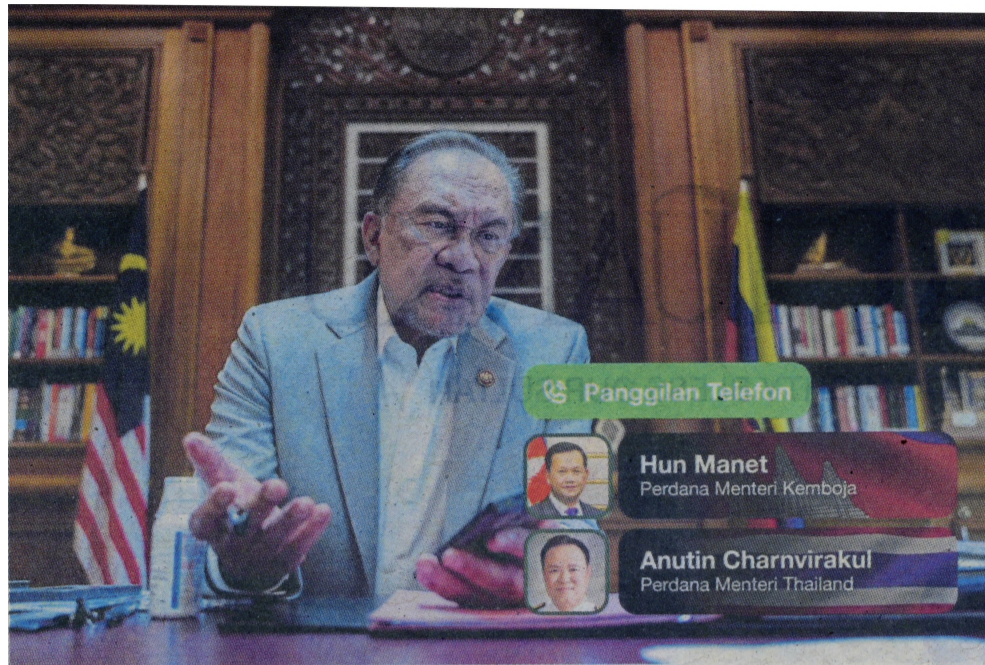 Panggilan Telefon
Hun Manet
Perdana Menteri Kemboja
Anutin Charnvirakul
Perdana Menteri Thailand